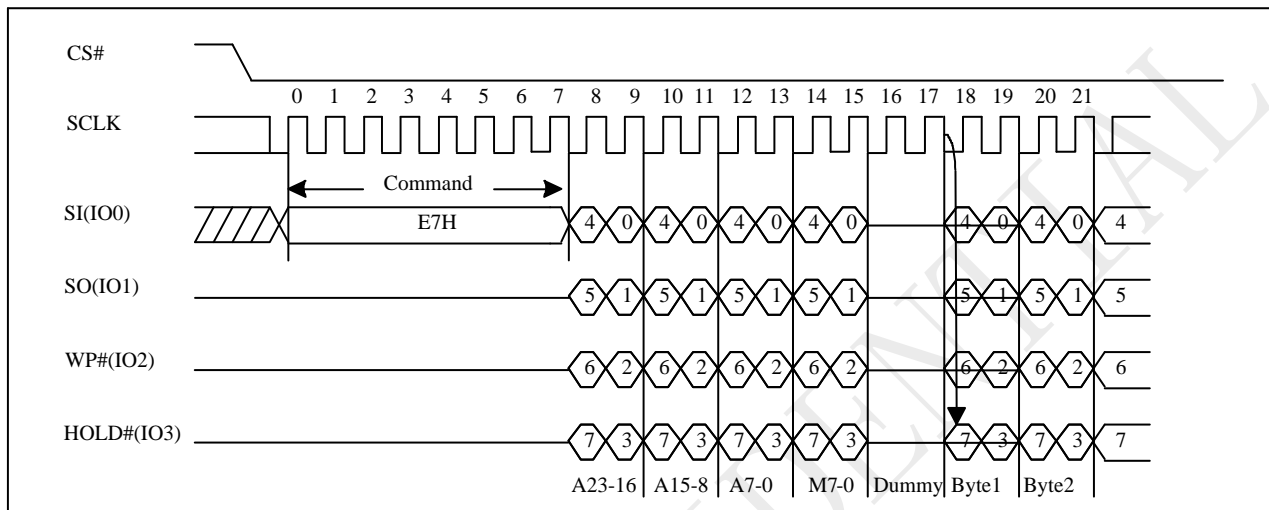 CS#
0 1 2 3 4 5 6 7 8 9 10 11 12 13 14 15 16 17 18 19 20 21
SCLK
Command
SI(IO0) E7H 4 0 4 0 4 0 4 0 4 0 4 0 4
SO(IO1) 5 1 5 1 5 1 5 1 5 1 5 1 5
WP#(IO2) 6 2 6 2 6 2 6 2 6 2 6 2 6
HOLD#(IO3) 7 3 7 3 7 3 7 3 7 3 7 3 7
A23-16 A15-8 A7-0 M7-0 Dummy Byte1 Byte2
DENTIAL